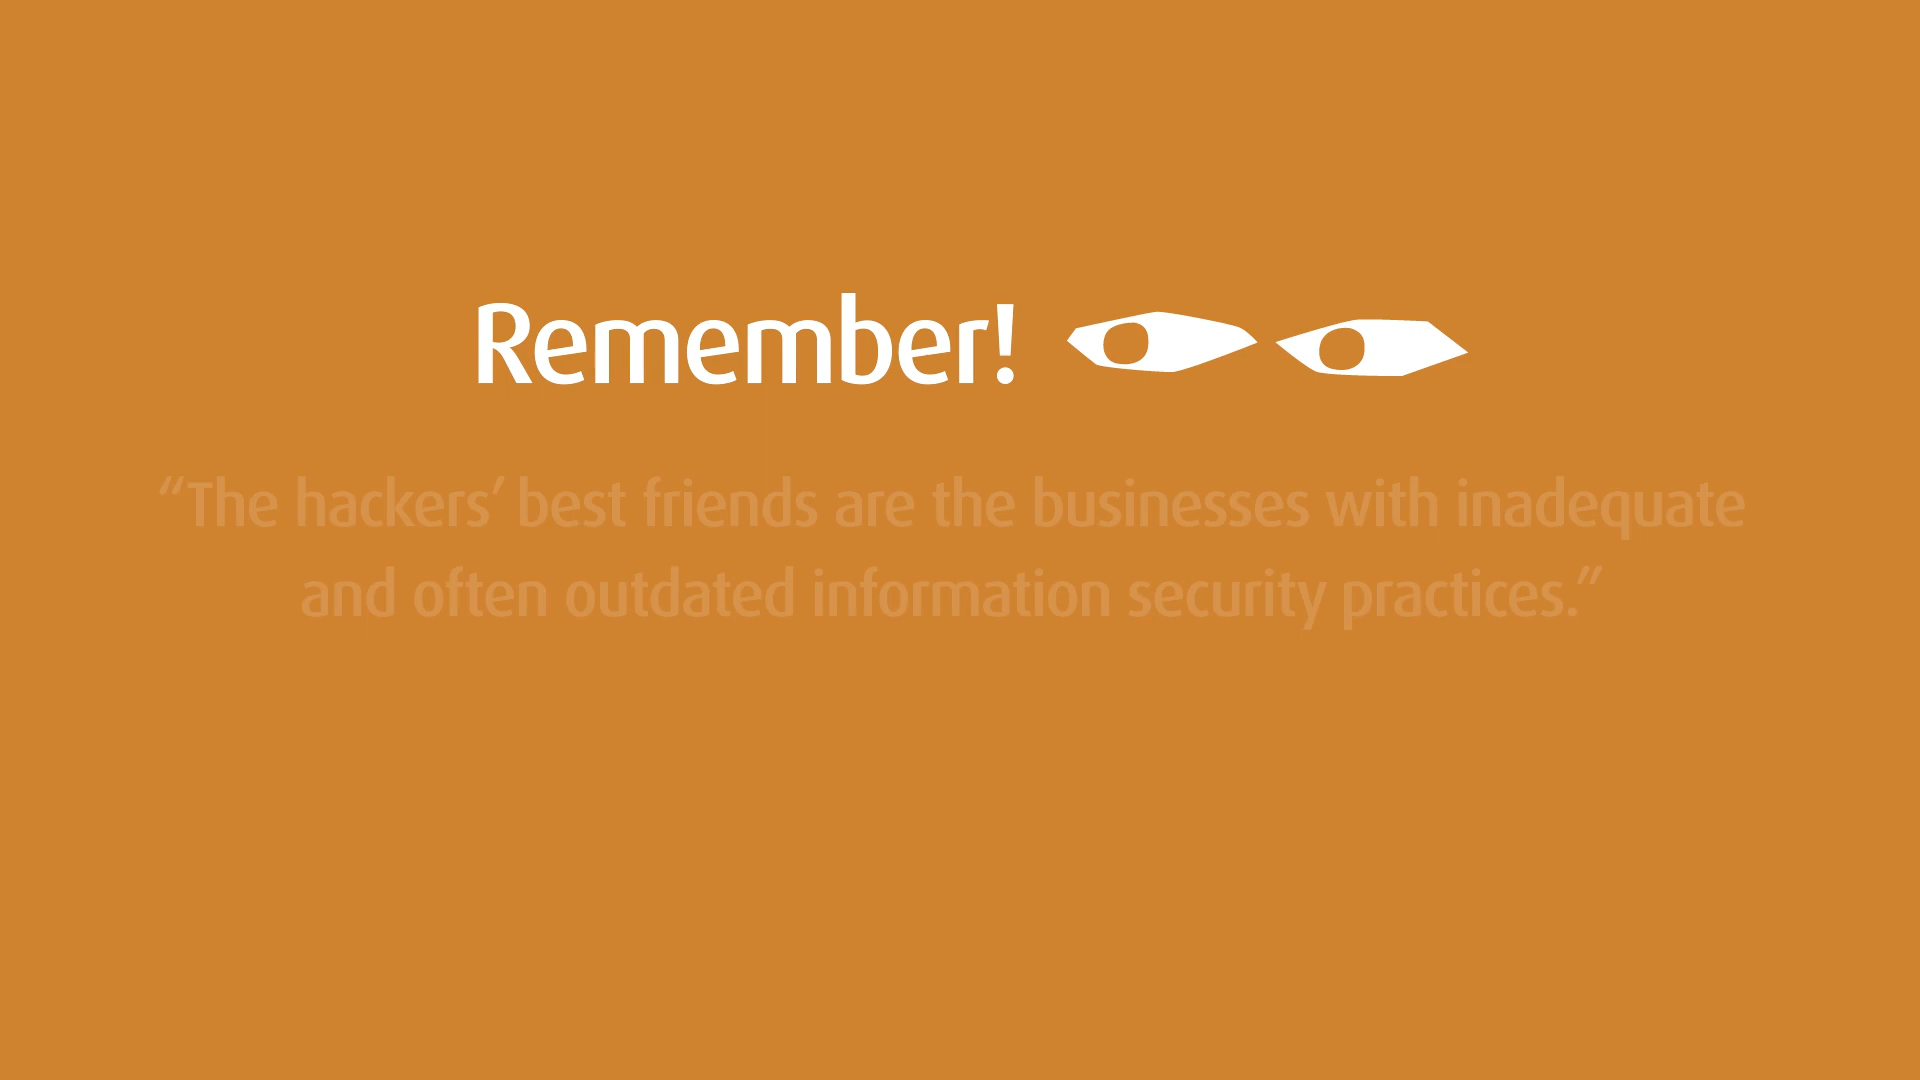 Remember!
“The hackers’ best friends are the businesses with inadequate
and often outdated information security practices.”